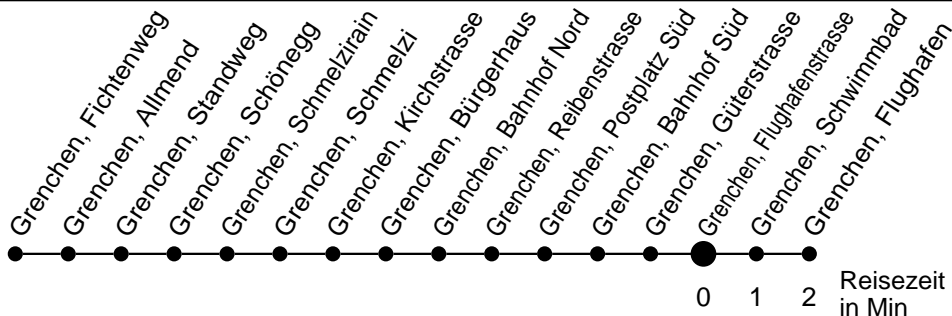 Grenchen, Fichtenweg
Grenchen, Allmend
Grenchen, Standweg
Grenchen, Schönegg
Grenchen, Schmelzirain
Grenchen, Schmelzi
Grenchen, Kirchstrasse
Grenchen, Bürgerhaus
Grenchen, Bahnhof Nord
Grenchen, Reibenstrasse
Grenchen, Postplatz Süd
Grenchen, Bahnhof Süd
Grenchen, Güterstrasse
Grenchen, Flughafenstrasse
Grenchen, Schwimmbad
Grenchen, Flughafen
0 1 2 Reisezeit
in Min